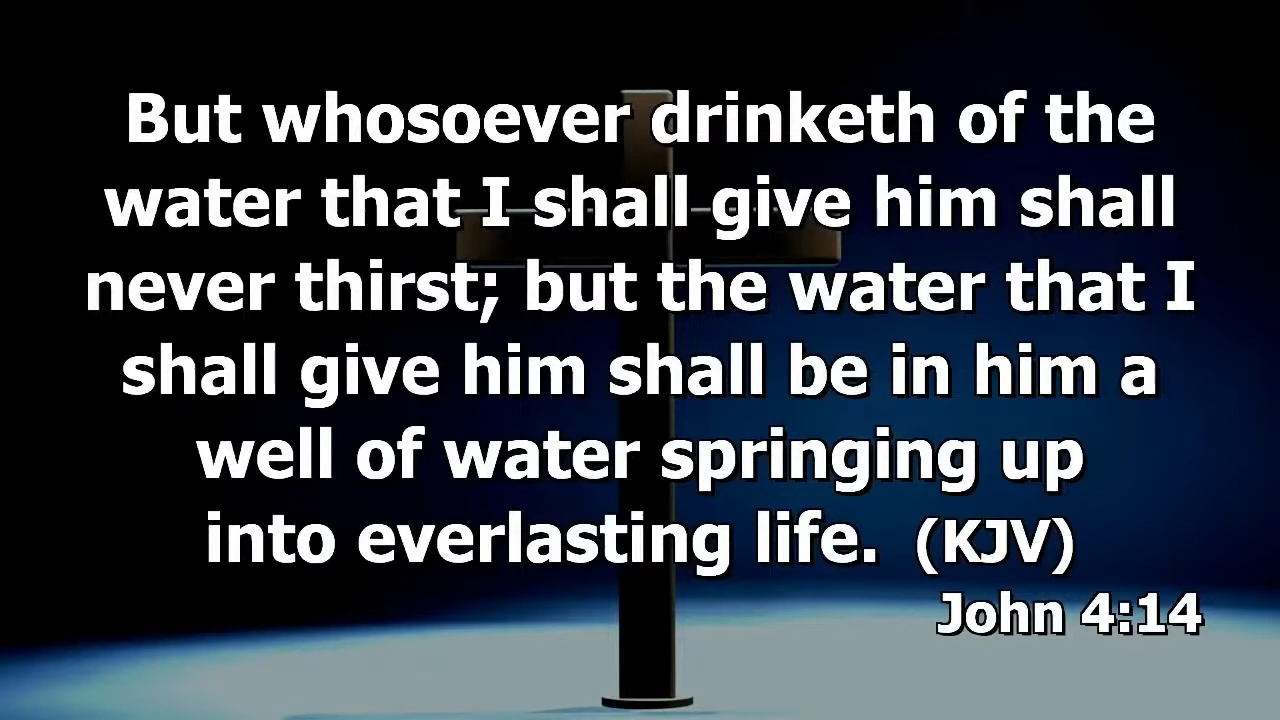 But whosoever drinketh of the
water that I shall give him shall
never thirst; but the water that I
shall give him shall be in him a
well of water springing up
into everlasting life. (KJV)
John 4:14